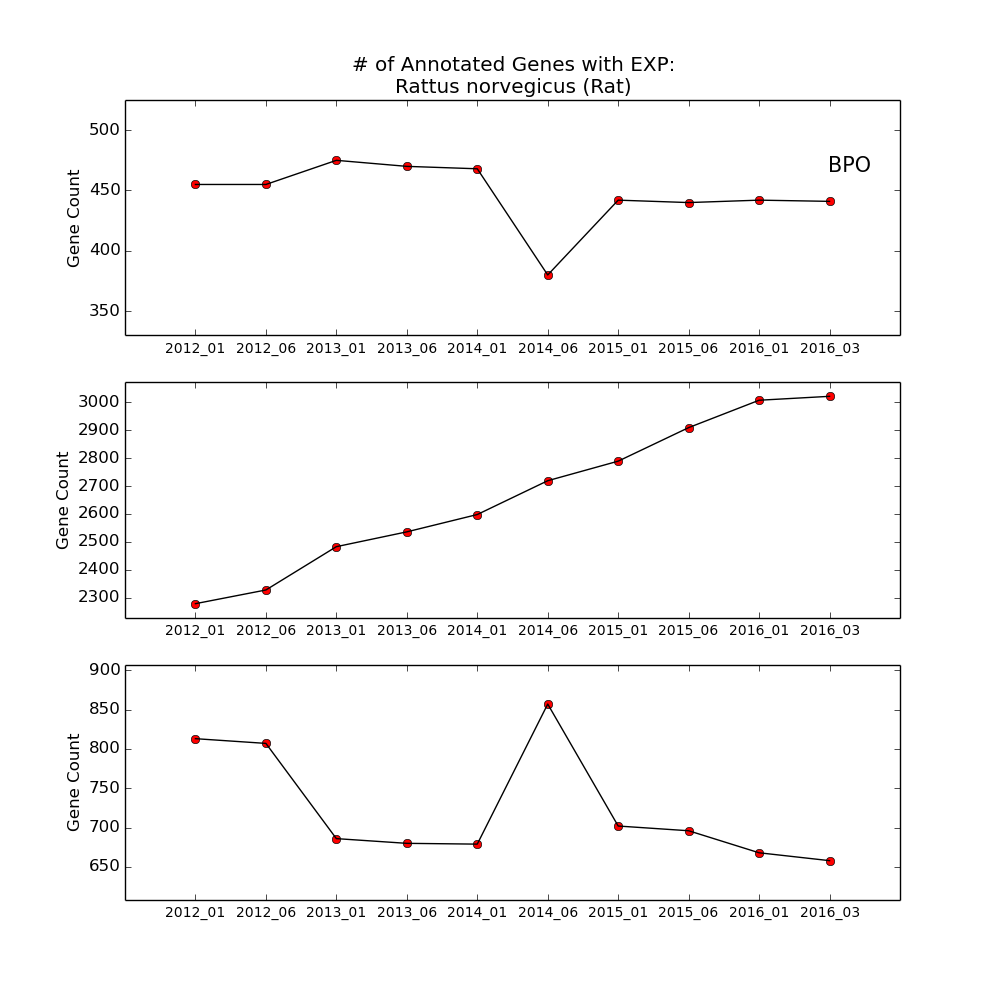 # of Annotated Genes with EXP:
Rattus norvegicus (Rat)
500
450
400
350
Gene Count
BPO
2012_01 2012_06 2013_01 2013_06 2014_01 2014_06 2015_01 2015_06 2016_01 2016_03
3000
2900
2800
2700
2600
2500
2400
2300
Gene Count
2012_01 2012_06 2013_01 2013_06 2014_01 2014_06 2015_01 2015_06 2016_01 2016_03
900
850
800
750
700
650
Gene Count
2012_01 2012_06 2013_01 2013_06 2014_01 2014_06 2015_01 2015_06 2016_01 2016_03